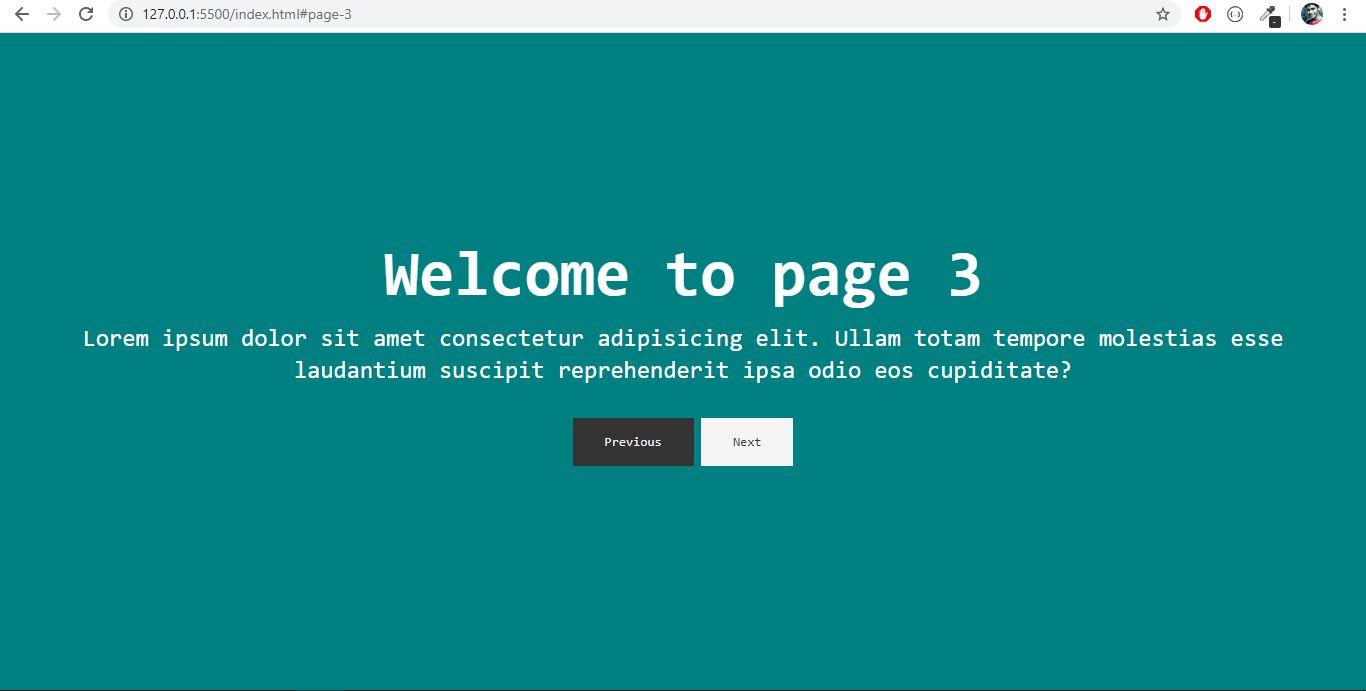 127.0.0.1:5500/index.html#page-3
Welcome to page 3
Lorem ipsum dolor sit amet consectetur adipisicing elit. Ullam totam tempore molestias esse
laudantium suscipit reprehenderit ipsa odio eos cupiditate?
Previous Next